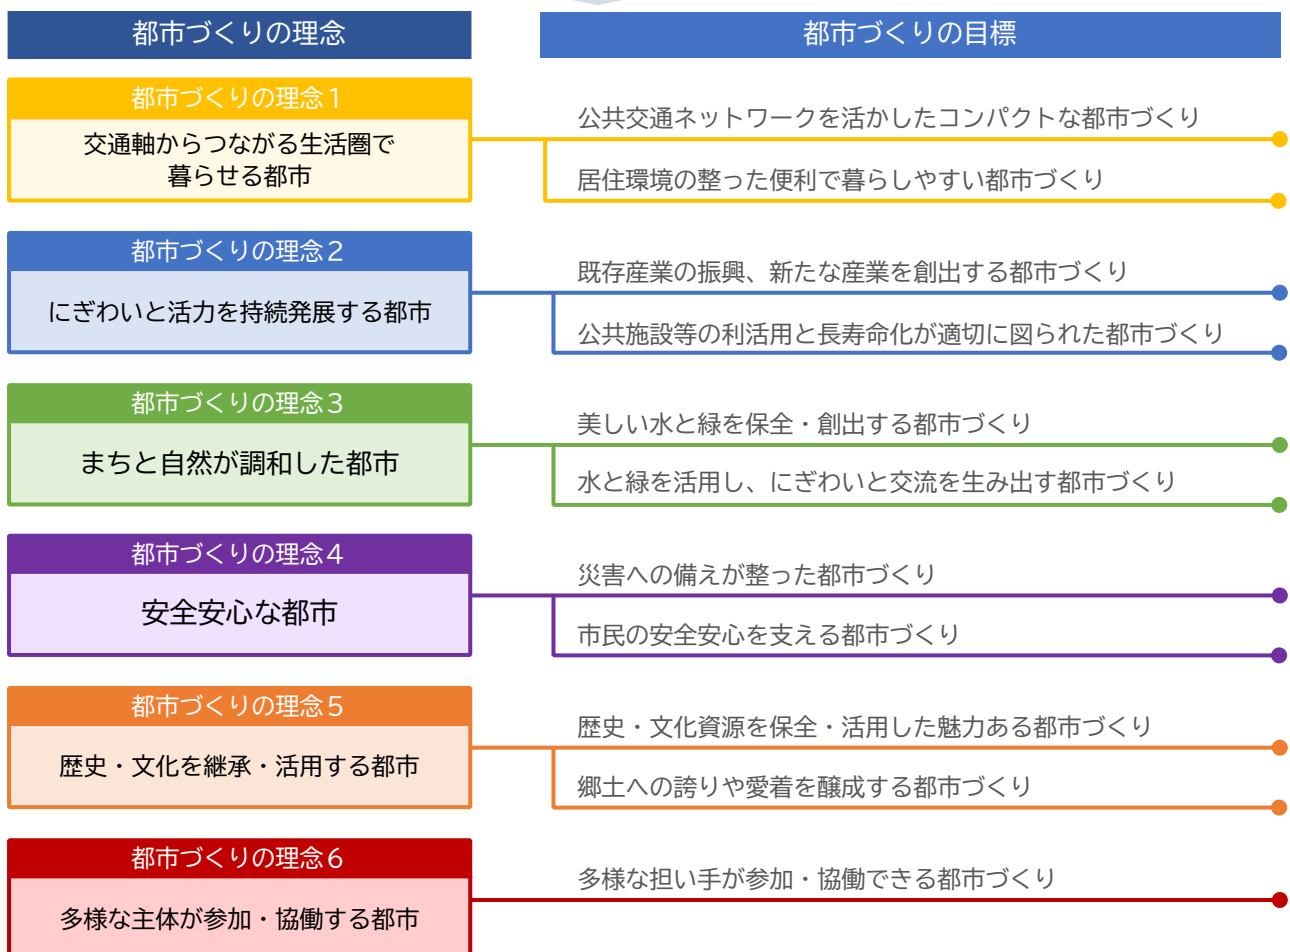 都市づくりの理念
都市づくりの目標
都市づくりの理念1
交通軸からつながる生活圏で
暮らせる都市
公共交通ネットワークを活かしたコンパクトな都市づくり
居住環境の整った便利で暮らしやすい都市づくり
都市づくりの理念2
にぎわいと活力を持続発展する都市
既存産業の振興、新たな産業を創出する都市づくり
公共施設等の利活用と長寿命化が適切に図られた都市づくり
都市づくりの理念3
まちと自然が調和した都市
美しい水と緑を保全・創出する都市づくり
水と緑を活用し、にぎわいと交流を生み出す都市づくり
都市づくりの理念4
安全安心な都市
災害への備えが整った都市づくり
市民の安全安心を支える都市づくり
都市づくりの理念5
歴史・文化を継承・活用する都市
歴史・文化資源を保全・活用した魅力ある都市づくり
郷土への誇りや愛着を醸成する都市づくり
都市づくりの理念6
多様な主体が参加・協働する都市
多様な担い手が参加・協働できる都市づくり